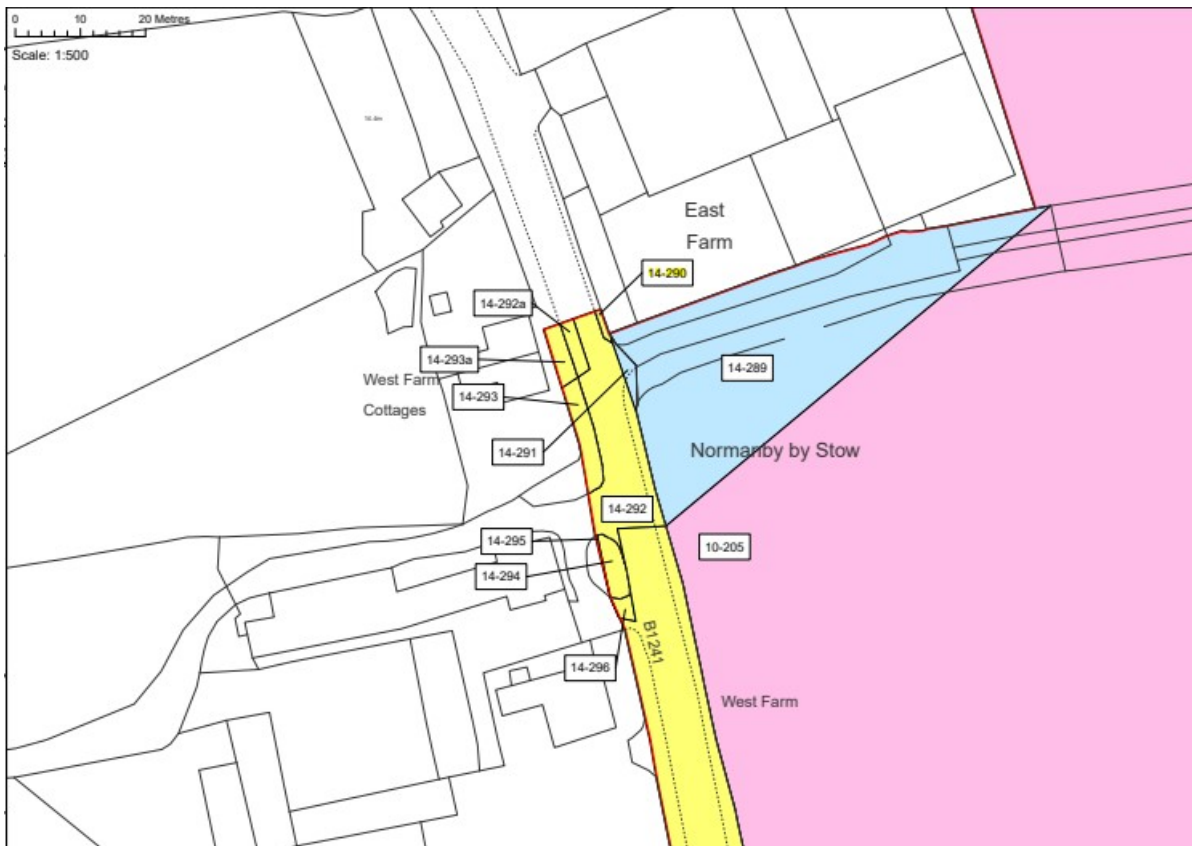 0 10 20 Metres
Scale: 1:500
14.4m
East
Farm
14-290
14-292a
14-293a
14-289
West Farm
Cottages
14-293
14-291
Normanby by Stow
14-292
14-295
10-205
14-294
B1241
14-296
West Farm